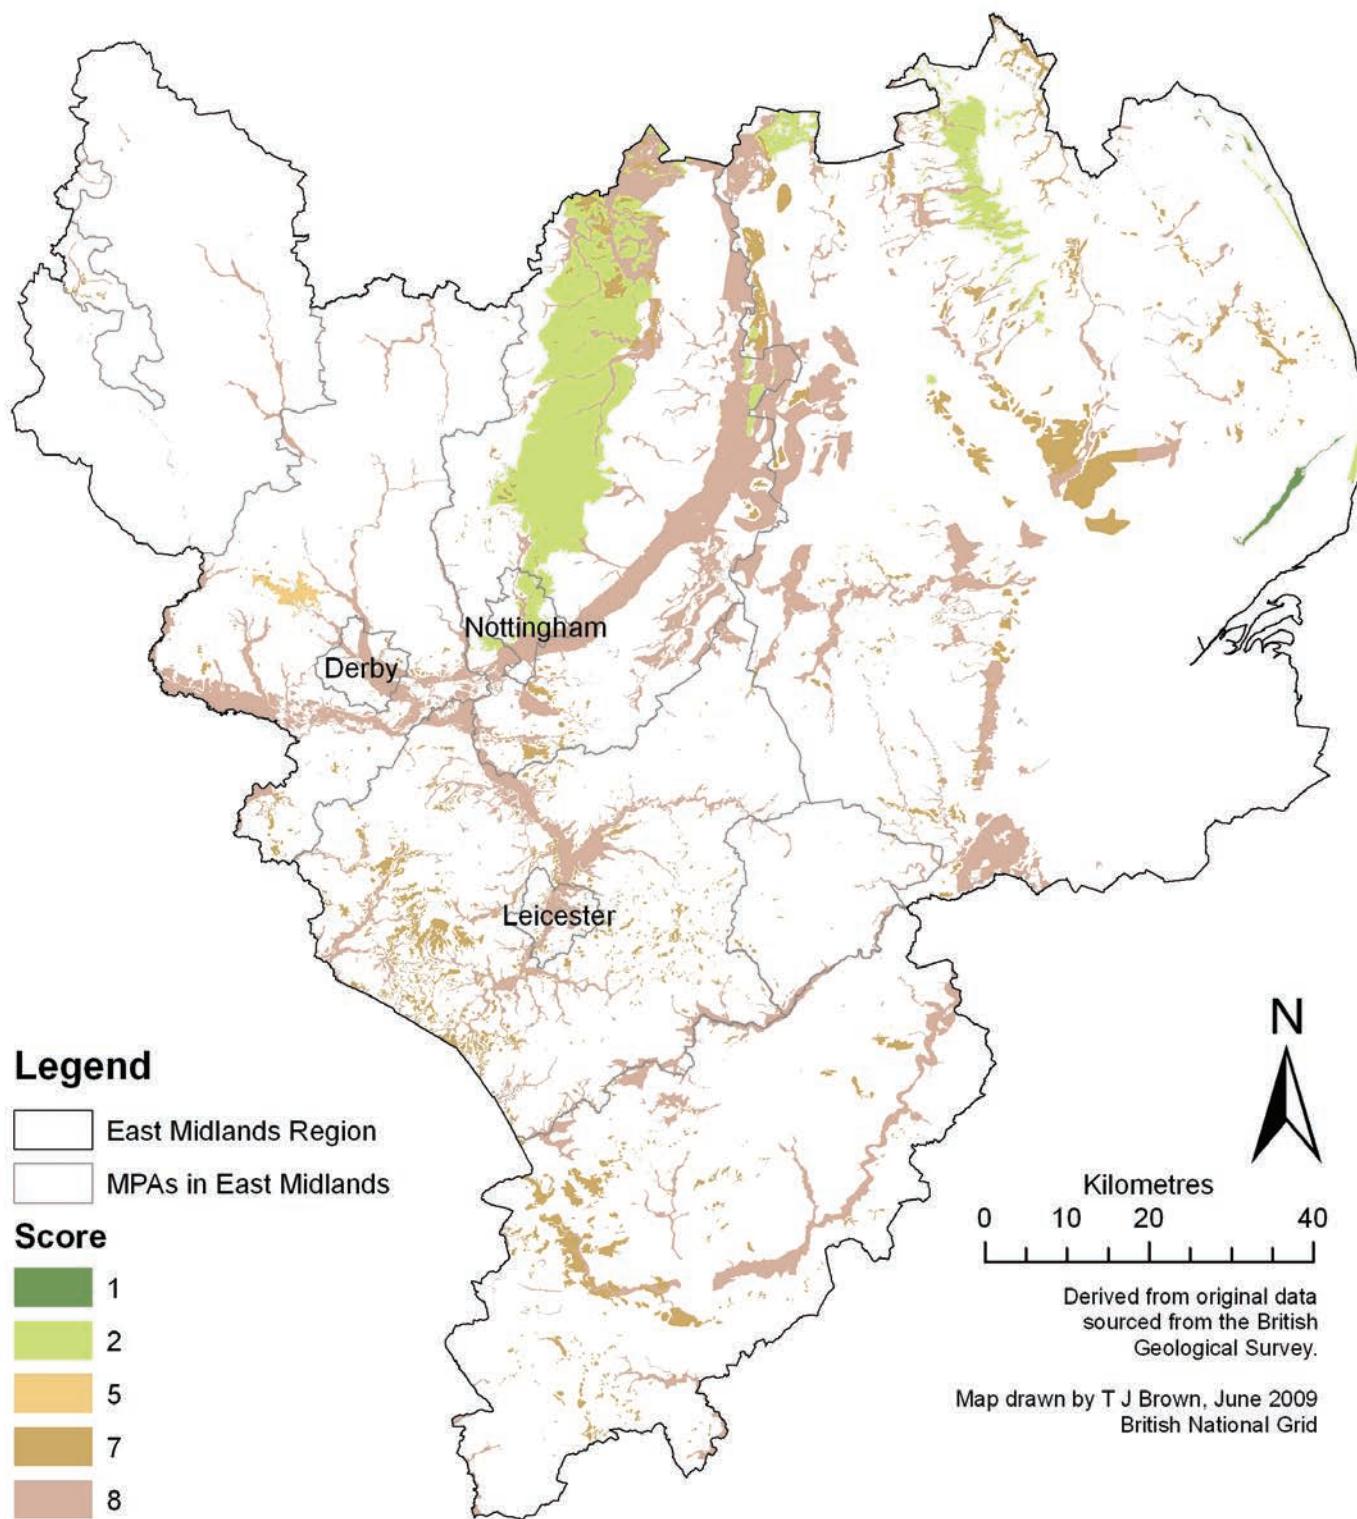 Nottingham
Derby
Leicester
N
Legend
East Midlands Region
MPAs in East Midlands
Score
1
2
5
7
8
Kilometres
0 10 20 40
Derived from original data
sourced from the British
Geological Survey.
Map drawn by T J Brown, June 2009
British National Grid